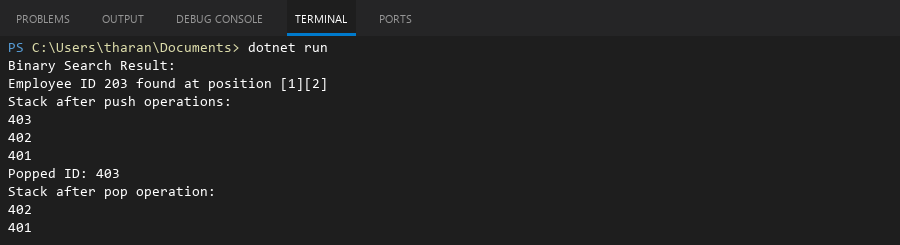 PROBLEMS OUTPUT DEBUG CONSOLE TERMINAL PORTS
PS C:\Users\tharan\Documents> dotnet run
Binary Search Result:
Employee ID 203 found at position [1][2]
Stack after push operations:
403
402
401
Popped ID: 403
Stack after pop operation:
402
401